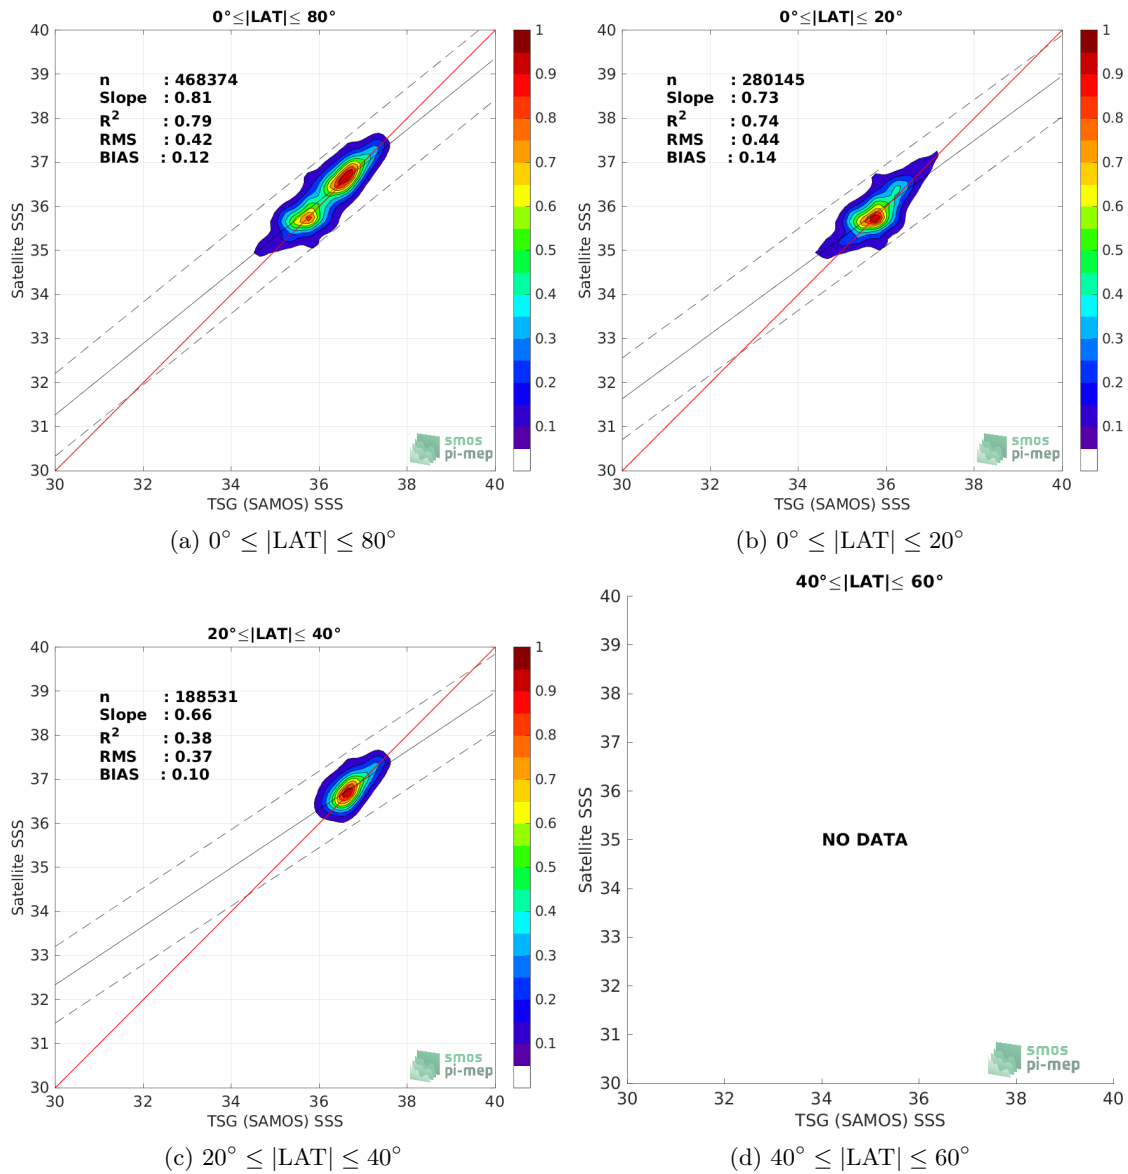 0°≤|LAT|≤ 80°
40
39
38
37
36
35
34
33
32
31
30
30
32
34
36
38
40
Satellite SSS
TSG (SAMOS) SSS
n : 468374
Slope : 0.81
R² : 0.79
RMS : 0.42
BIAS : 0.12
1
0.9
0.8
0.7
0.6
0.5
0.4
0.3
0.2
0.1
smos
pi-mep
(a) 0° ≤ |LAT| ≤ 80°
0°≤|LAT|≤ 20°
40
39
38
37
36
35
34
33
32
31
30
30
32
34
36
38
40
Satellite SSS
TSG (SAMOS) SSS
n : 280145
Slope : 0.73
R² : 0.74
RMS : 0.44
BIAS : 0.14
1
0.9
0.8
0.7
0.6
0.5
0.4
0.3
0.2
0.1
smos
pi-mep
(b) 0° ≤ |LAT| ≤ 20°
20°≤|LAT|≤ 40°
40
39
38
37
36
35
34
33
32
31
30
30
32
34
36
38
40
Satellite SSS
TSG (SAMOS) SSS
n : 188531
Slope : 0.66
R² : 0.38
RMS : 0.37
BIAS : 0.10
1
0.9
0.8
0.7
0.6
0.5
0.4
0.3
0.2
0.1
smos
pi-mep
(c) 20° ≤ |LAT| ≤ 40°
40°≤|LAT|≤ 60°
40
39
38
37
36
35
34
33
32
31
30
30
32
34
36
38
40
Satellite SSS
TSG (SAMOS) SSS
NO DATA
smos
pi-mep
(d) 40° ≤ |LAT| ≤ 60°